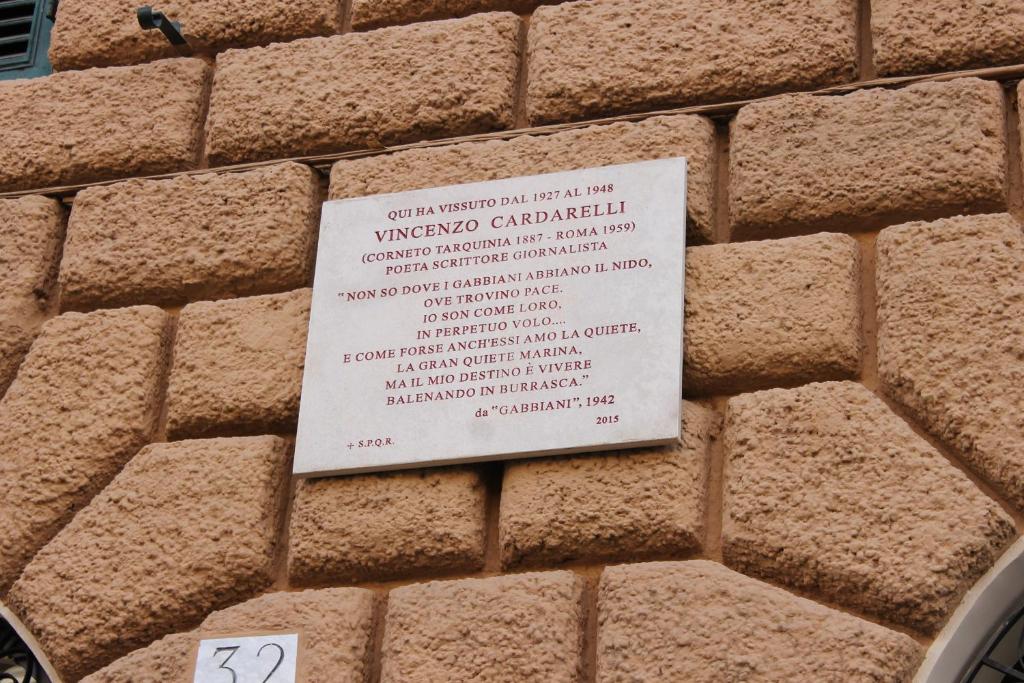 QUI HA VISSUTO DAL 1927 AL 1948
VINCENZO CARDARELLI
(CORNETO TARQUINIA 1887 - ROMA 1959)
POETA SCRITTORE GIORNALISTA
"NON SO DOVE I GABBIANI ABBIANO IL NIDO,
OVE TROVINO PACE.
IO SON COME LORO,
IN PERPETUO VOLO....
E COME FORSE ANCH'ESSI AMO LA QUIETE,
LA GRAN QUIETE MARINA,
MA IL MIO DESTINO È VIVERE
BALENANDO IN BURRASCA."
da "GABBIANI", 1942
2015
+ S.P.Q.R.
32